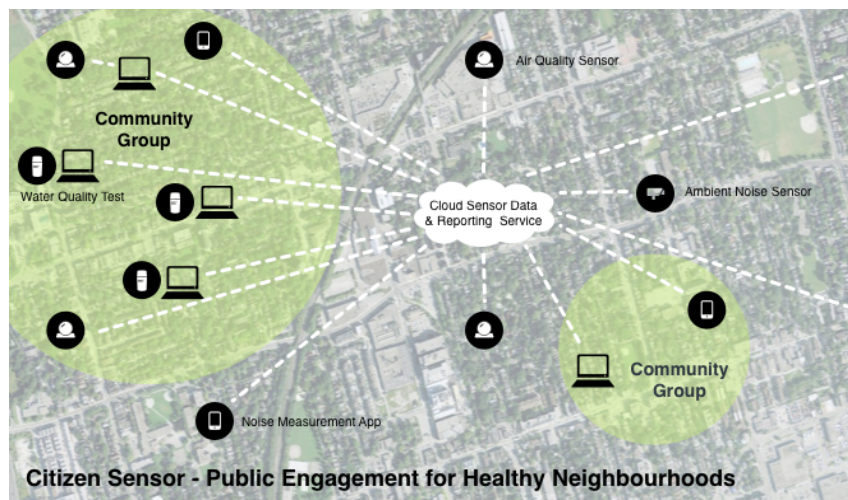 Air Quality Sensor
Community
Group
Water Quality Test
Ambient Noise Sensor
Cloud Sensor Data
& Reporting Service
Community
Group
Noise Measurement App
Citizen Sensor - Public Engagement for Healthy Neighbourhoods